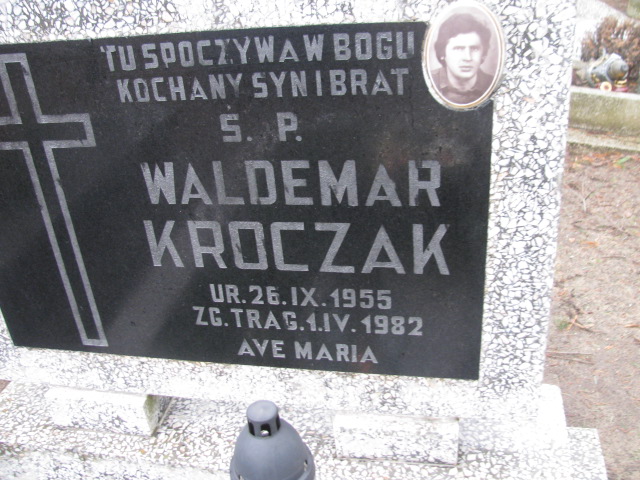 TU SPOCZYWA W BOGU
KOCHANY SYN I BRAT
Ś. P.
WALDEMAR
KROCZAK
UR. 26. IX. 1955
ZG. TRAG. 1. IV. 1982
AVE MARIA